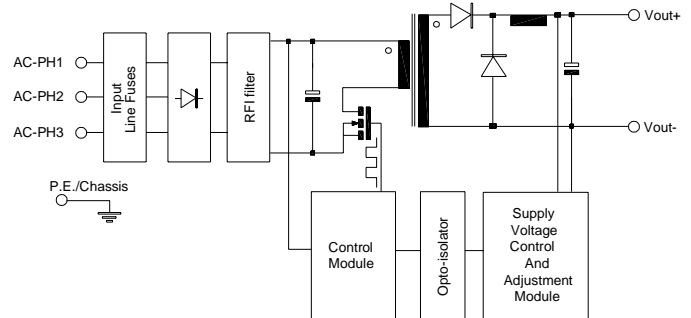 AC-PH1
AC-PH2
AC-PH3
Input
Line Fuses
RFI filter
Vout+
Vout-
P.E./Chassis
Control
Module
Opto-isolator
Supply
Voltage
Control
And
Adjustment
Module